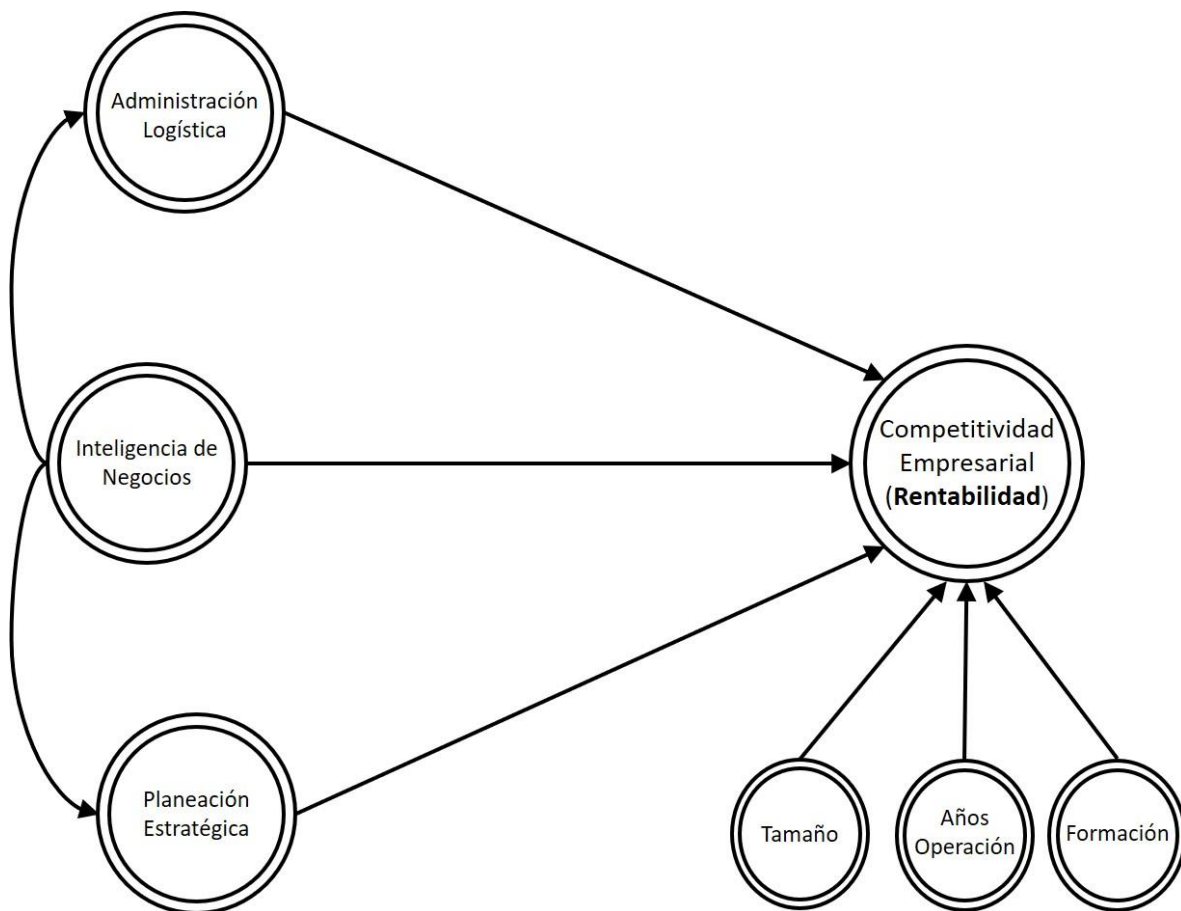 Administración
Logística
Inteligencia de
Negocios
Competitividad
Empresarial
(Rentabilidad)
Planeación
Estratégica
Tamaño
Años
Operación
Formación